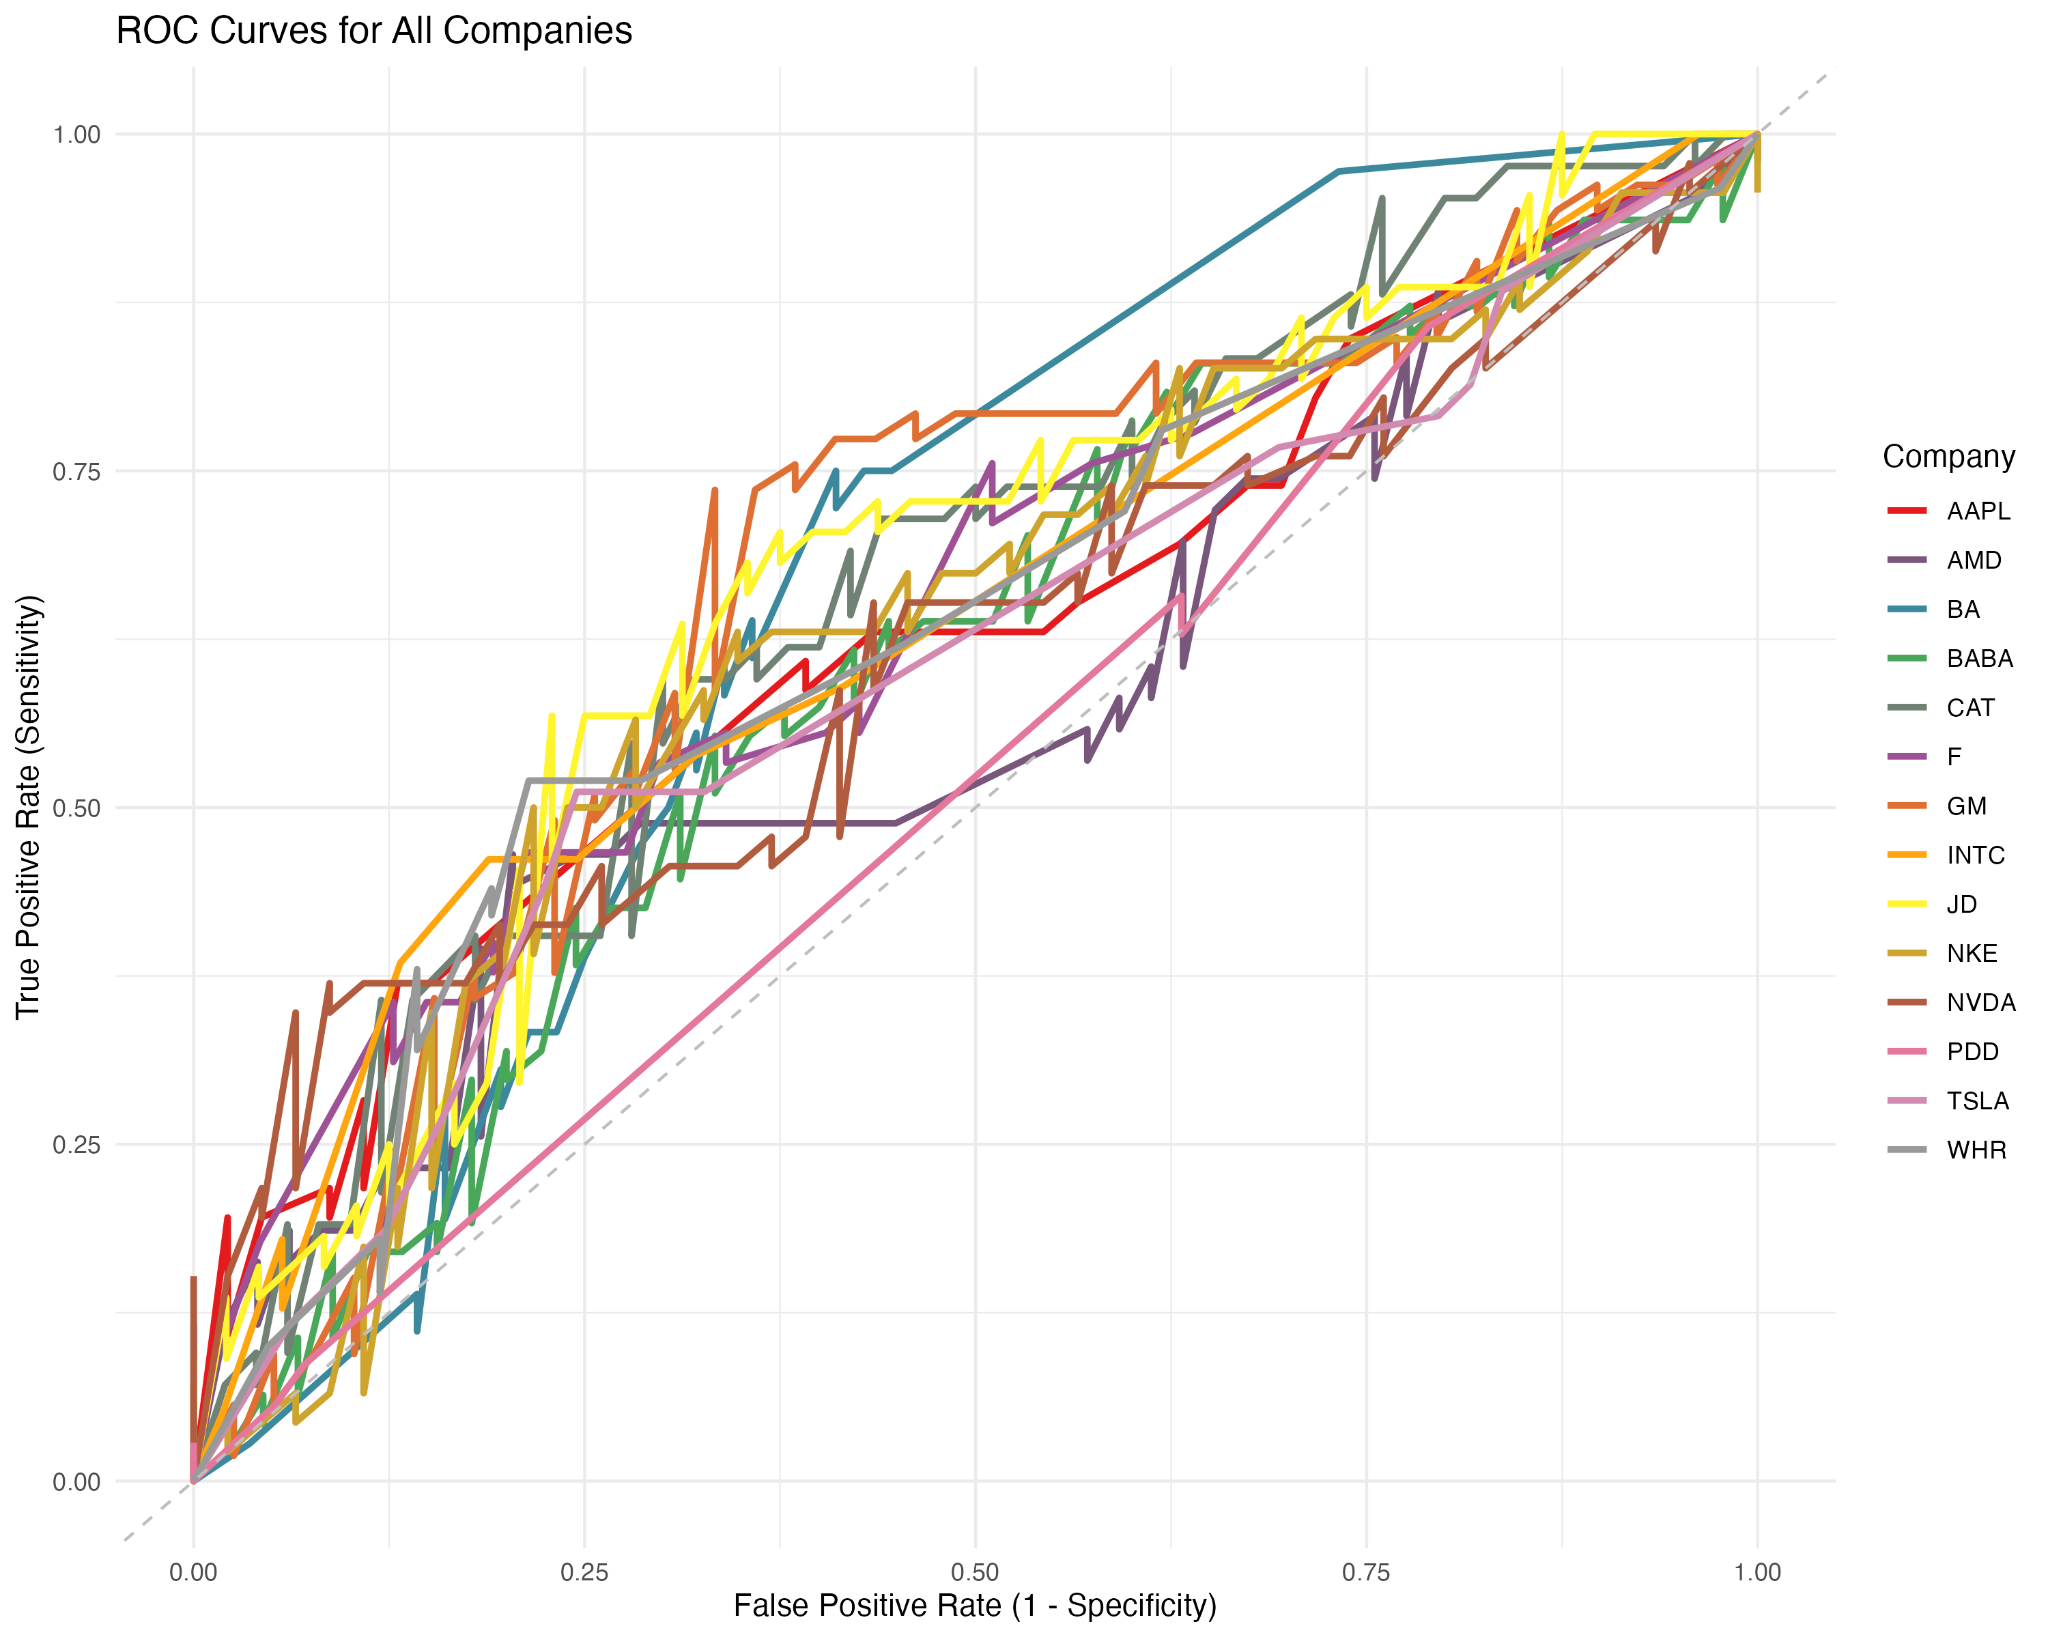 ROC Curves for All Companies
True Positive Rate (Sensitivity)
1.00
0.75
0.50
0.25
0.00
0.00 0.25 0.50 0.75 1.00
False Positive Rate (1 - Specificity)
Company
AAPL
AMD
BA
BABA
CAT
F
GM
INTC
JD
NKE
NVDA
PDD
TSLA
WHR